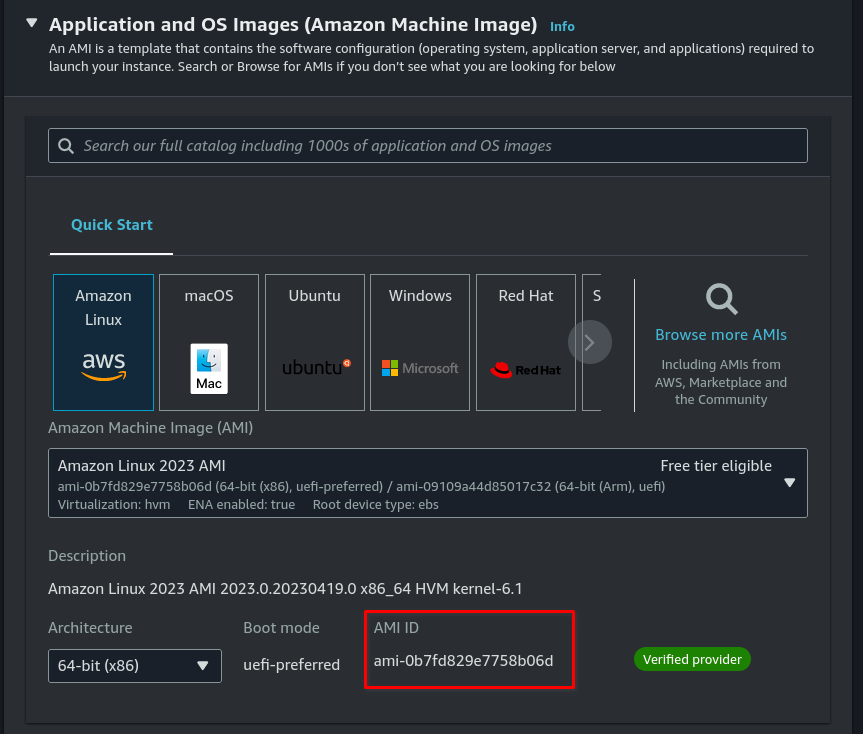 Application and OS Images (Amazon Machine Image) Info
An AMI is a template that contains the software configuration (operating system, application server, and applications) required to
launch your instance. Search or Browse for AMIs if you don’t see what you are looking for below
Search our full catalog including 1000s of application and OS images
Quick Start
Amazon
Linux
aws
macOS
Mac
Ubuntu
ubuntu
Windows
Microsoft
Red Hat
Red Hat
S
Browse more AMIs
Including AMIs from
AWS, Marketplace and
the Community
Amazon Machine Image (AMI)
Amazon Linux 2023 AMI Free tier eligible
ami-0b7fd829e7758b06d (64-bit (x86), uefi-preferred) / ami-09109a44d85017c32 (64-bit (Arm), uefi)
Virtualization: hvm ENA enabled: true Root device type: ebs
Description
Amazon Linux 2023 AMI 2023.0.20230419.0 x86_64 HVM kernel-6.1
Architecture Boot mode AMI ID
64-bit (x86) uefi-preferred ami-0b7fd829e7758b06d Verified provider